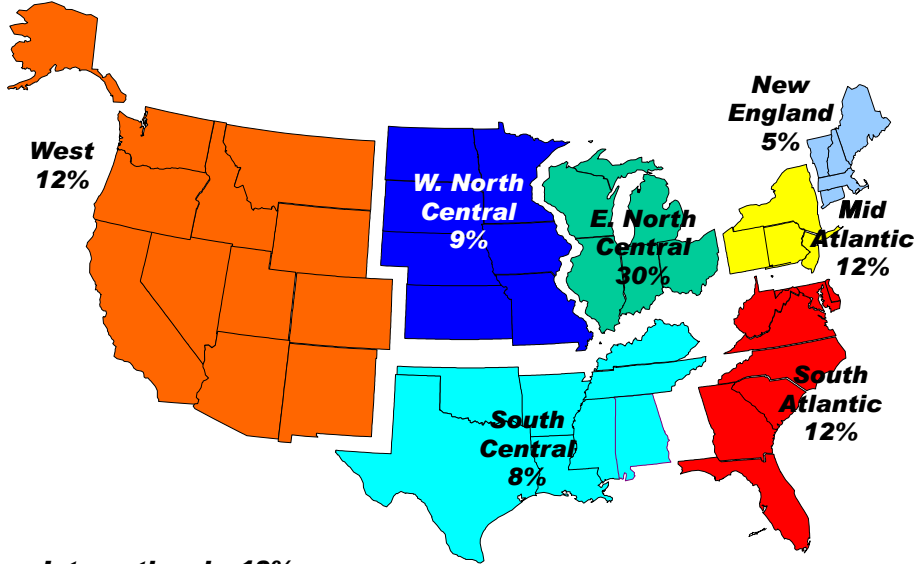 New
England
5%
West
12%
W. North
Central
9%
E. North
Central
30%
Mid
Atlantic
12%
South
Atlantic
12%
South
Central
8%